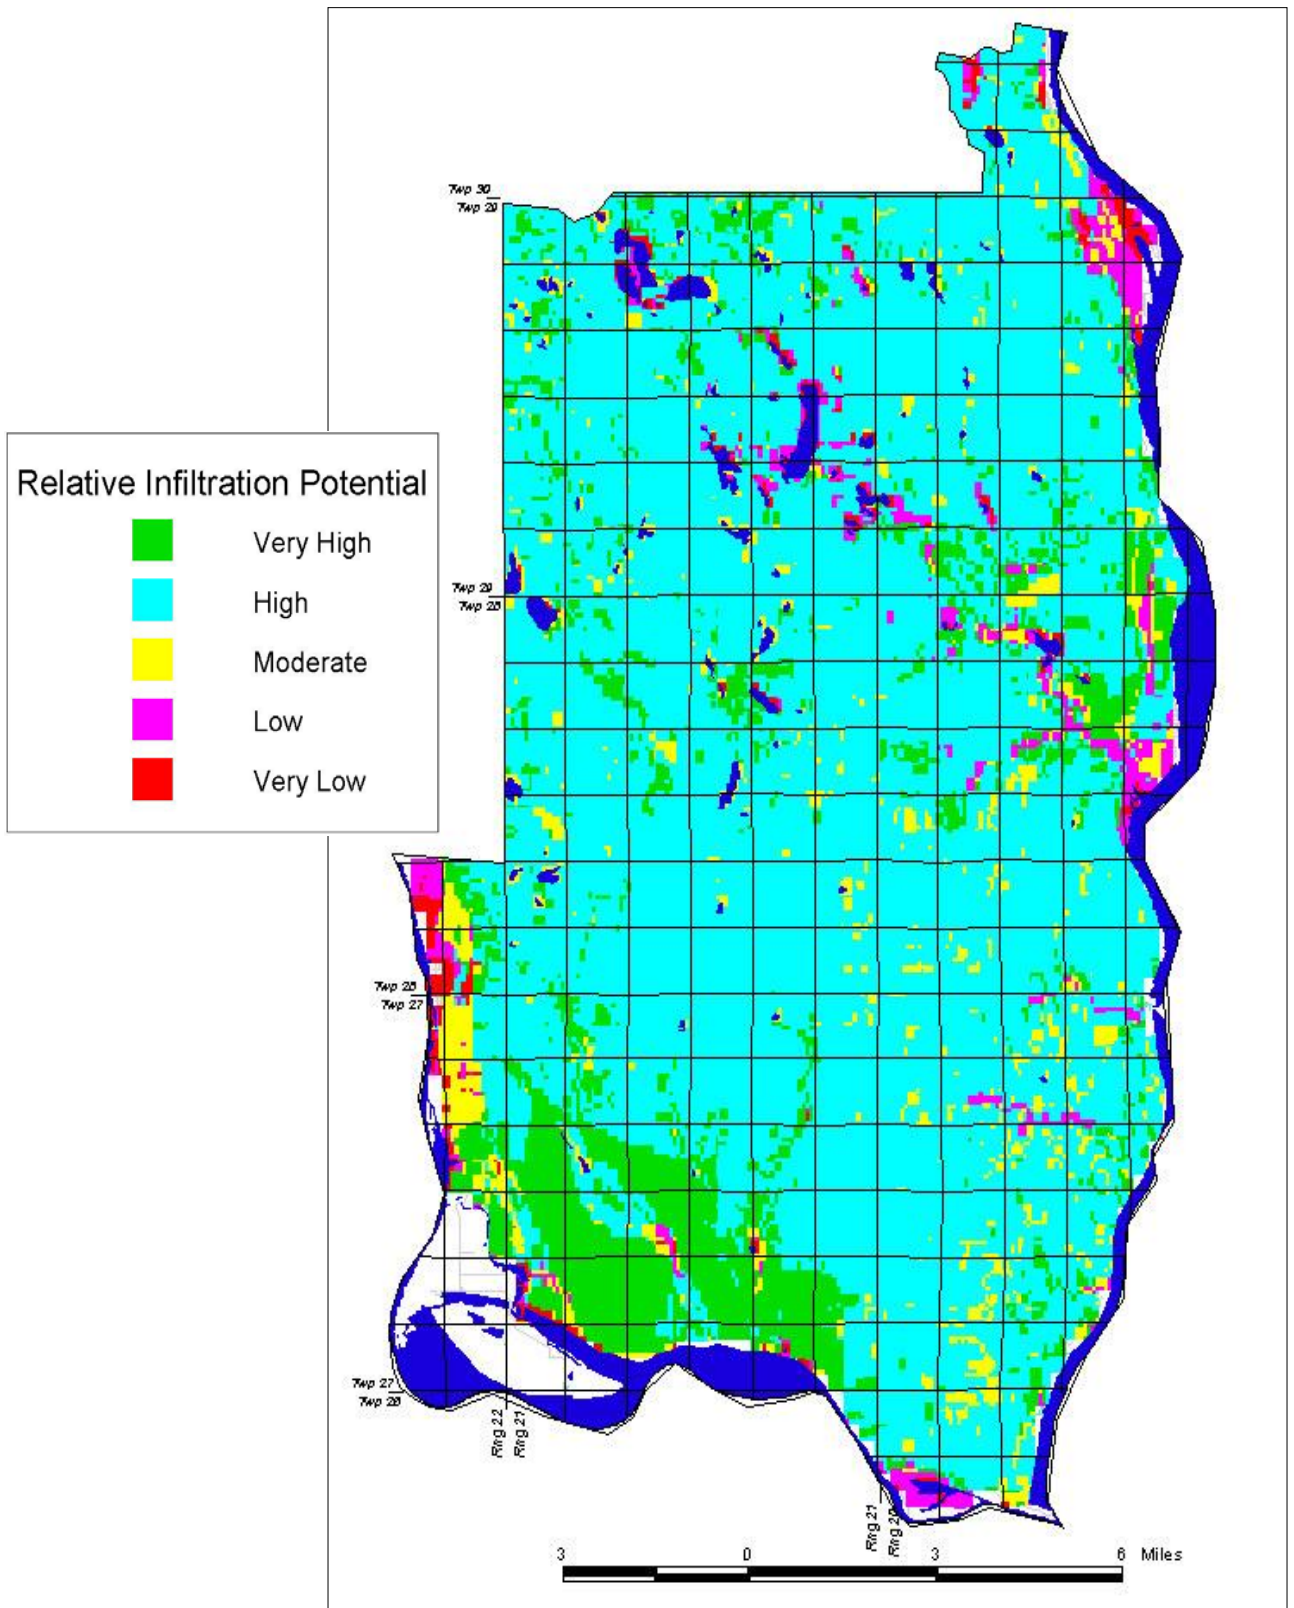 Twp 30
Twp 29
Relative Infiltration Potential
Very High
High
Moderate
Low
Very Low
Twp 29
Twp 28
Twp 28
Twp 27
Twp 27
Twp 26
Rng 22
Rng 21
Rng 21
Rng 20
3 0 3 6 Miles